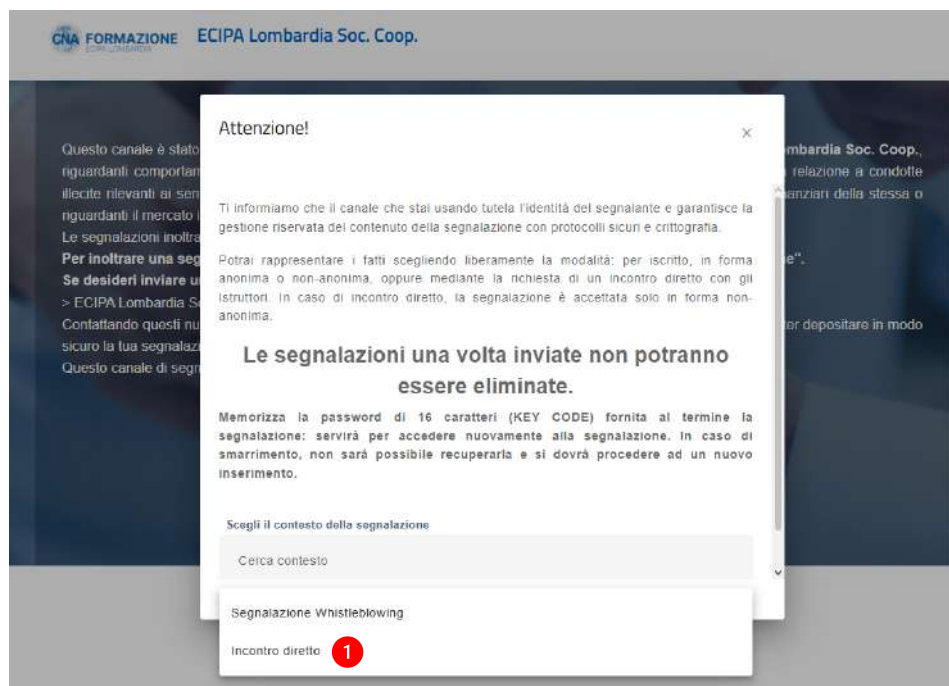 CNA FORMAZIONE ECIPA Lombardia Soc. Coop.
ECIPA LOMBARDIA
Attenzione!
×
Questo canale è stato
mbardia Soc. Coop.,
riguardanti comportam
relazione a condotte
illecite rilevanti ai sen
anziari della stessa o
riguardanti il mercato i
Le segnalazioni inoltra
Per inoltrare una seg
e".
Se desideri inviare u
> ECIPA Lombardia S
Contattando questi nu
ter depositare in modo
sicuro la tua segnalazi
Questo canale di segn
Ti informiamo che il canale che stai usando tutela l'identità del segnalante e garantisce la
gestione riservata del contenuto della segnalazione con protocolli sicuri e crittografia.
Potrai rappresentare i fatti scegliendo liberamente la modalità: per iscritto, in forma
anonima o non-anonima, oppure mediante la richiesta di un incontro diretto con gli
Istruttori. In caso di incontro diretto, la segnalazione è accettata solo in forma non-
anonima.
Le segnalazioni una volta inviate non potranno
essere eliminate.
Memorizza la password di 16 caratteri (KEY CODE) fornita al termine la
segnalazione: servirà per accedere nuovamente alla segnalazione. In caso di
smarrimento, non sarà possibile recuperarla e si dovrà procedere ad un nuovo
inserimento.
Scegli il contesto della segnalazione
Cerca contesto
Segnalazione Whistleblowing
Incontro diretto 1